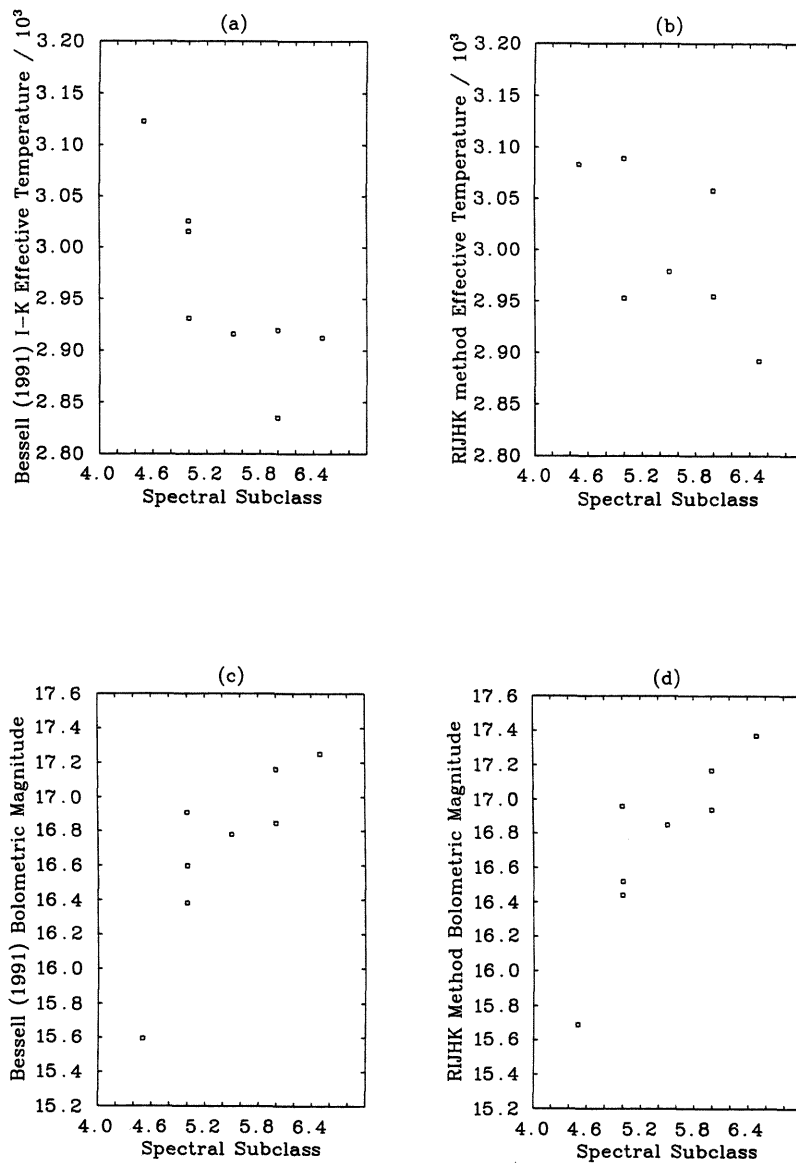 (a)
Bessell (1991) I-K Effective Temperature / 10³
3.20
3.15
3.10
3.05
3.00
2.95
2.90
2.85
2.80
4.0 4.6 5.2 5.8 6.4
Spectral Subclass
(b)
RIJHK method Effective Temperature / 10³
3.20
3.15
3.10
3.05
3.00
2.95
2.90
2.85
2.80
4.0 4.6 5.2 5.8 6.4
Spectral Subclass
(c)
Bessell (1991) Bolometric Magnitude
17.6
17.4
17.2
17.0
16.8
16.6
16.4
16.2
16.0
15.8
15.6
15.4
15.2
4.0 4.6 5.2 5.8 6.4
Spectral Subclass
(d)
RIJHK Method Bolometric Magnitude
17.6
17.4
17.2
17.0
16.8
16.6
16.4
16.2
16.0
15.8
15.6
15.4
15.2
4.0 4.6 5.2 5.8 6.4
Spectral Subclass